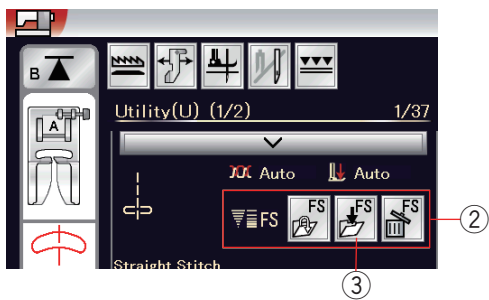 B
Utility(U) (1/2) 1/37
A
Auto Auto
FS FS FS FS
②
③
Straight Stitch